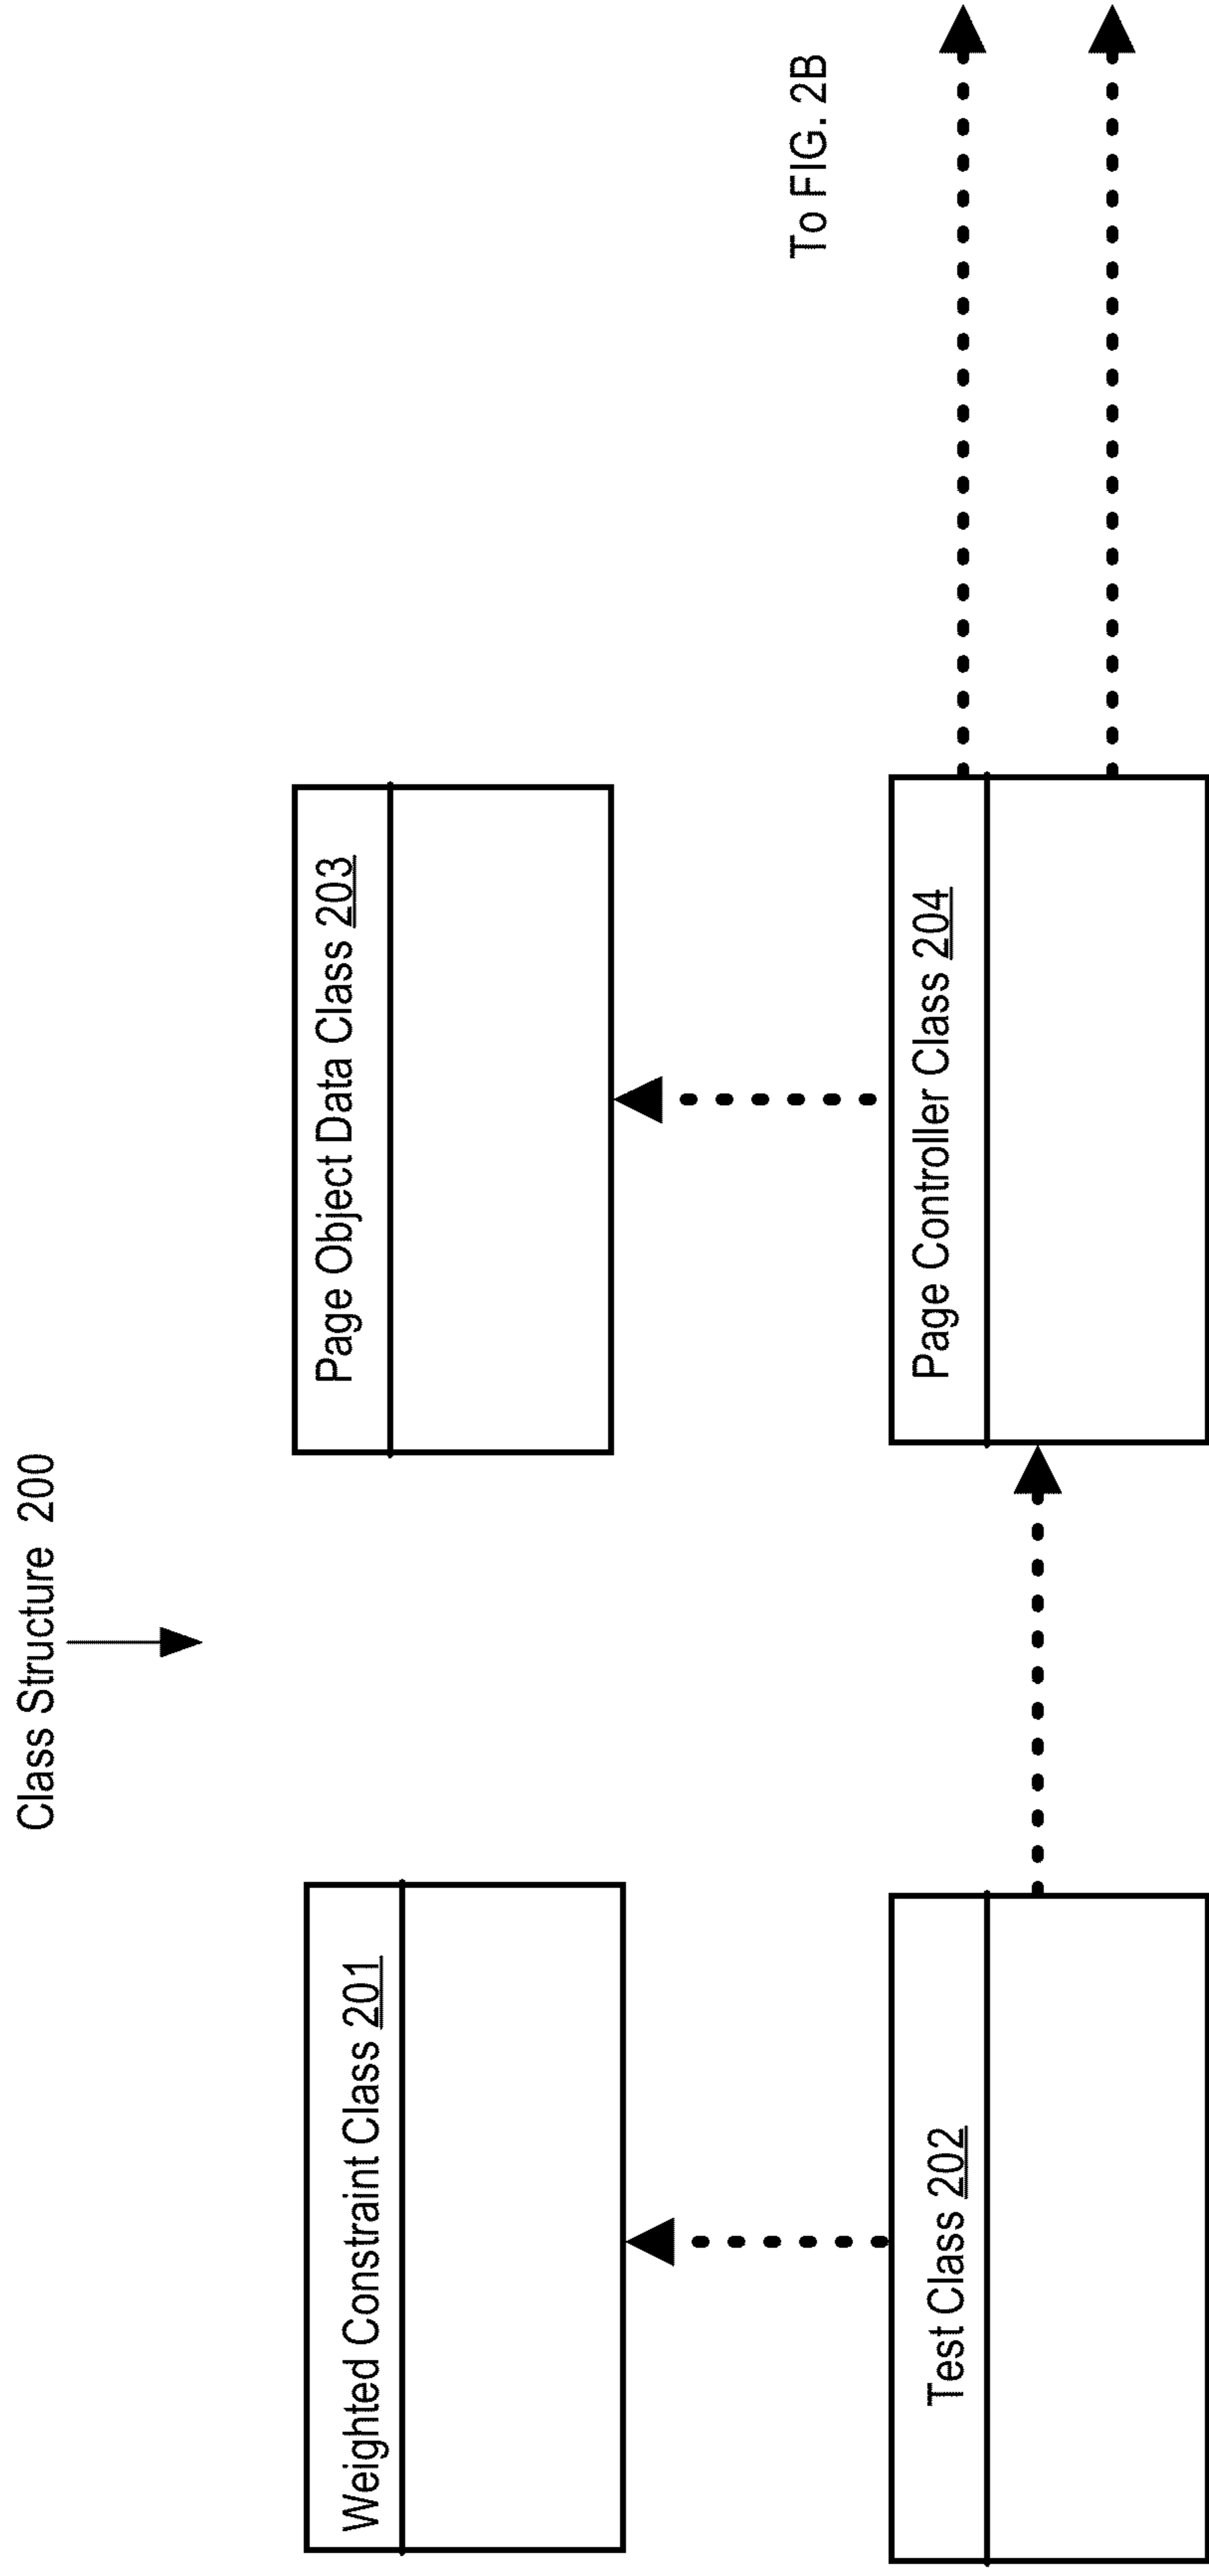 Class Structure 200
Weighted Constraint Class 201
Page Object Data Class 203
To FIG. 2B
Test Class 202
Page Controller Class 204